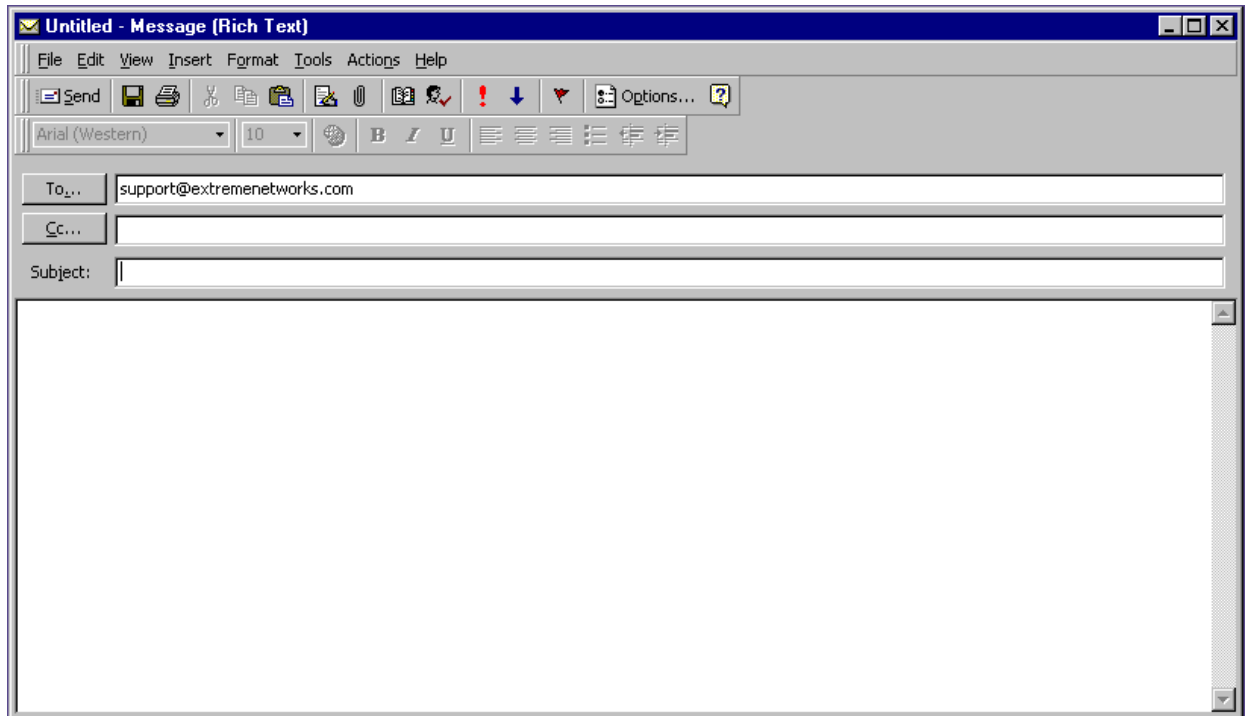 Untitled - Message (Rich Text)
File Edit View Insert Format Tools Actions Help
Send Options...
Arial (Western) 10 B I U
To... support@extremenetworks.com
Cc...
Subject: